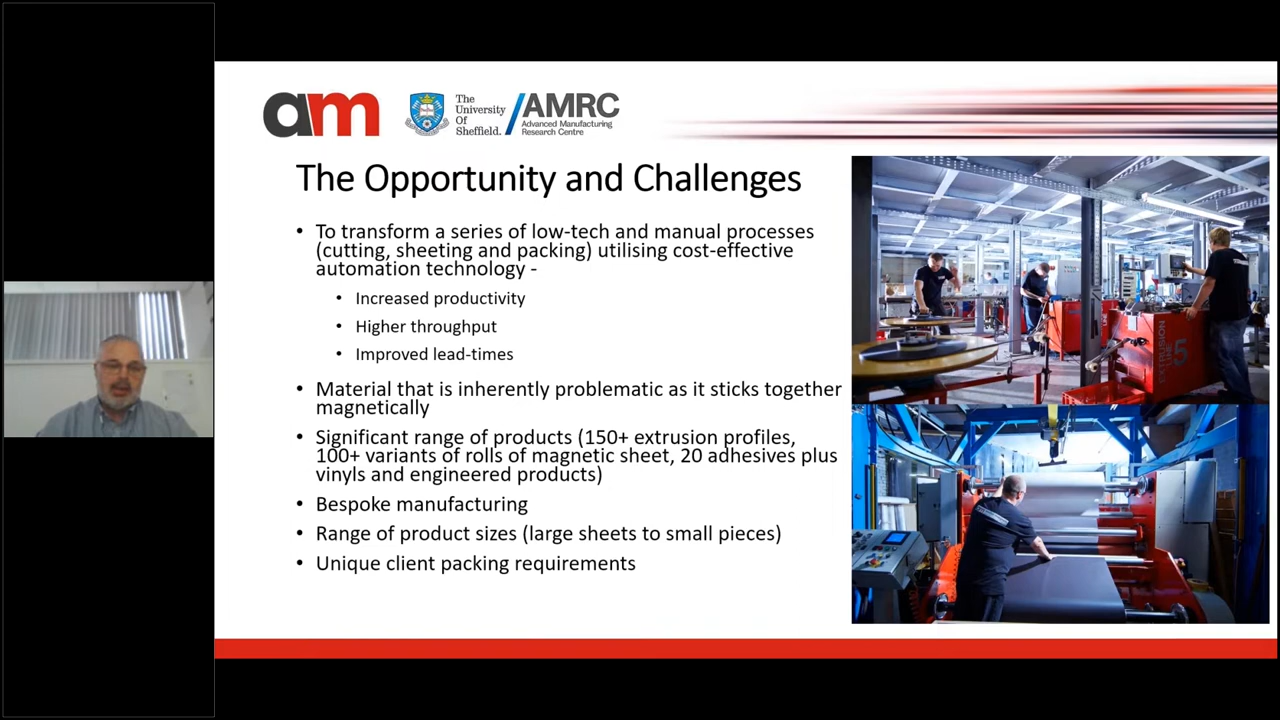 am
The
University
Of
Sheffield.
AMRC
Advanced Manufacturing
Research Centre
The Opportunity and Challenges
• To transform a series of low-tech and manual processes
(cutting, sheeting and packing) utilising cost-effective
automation technology -
• Increased productivity
• Higher throughput
• Improved lead-times
• Material that is inherently problematic as it sticks together
magnetically
• Significant range of products (150+ extrusion profiles,
100+ variants of rolls of magnetic sheet, 20 adhesives plus
vinyls and engineered products)
• Bespoke manufacturing
• Range of product sizes (large sheets to small pieces)
• Unique client packing requirements
EXTRUSION
LINE
5